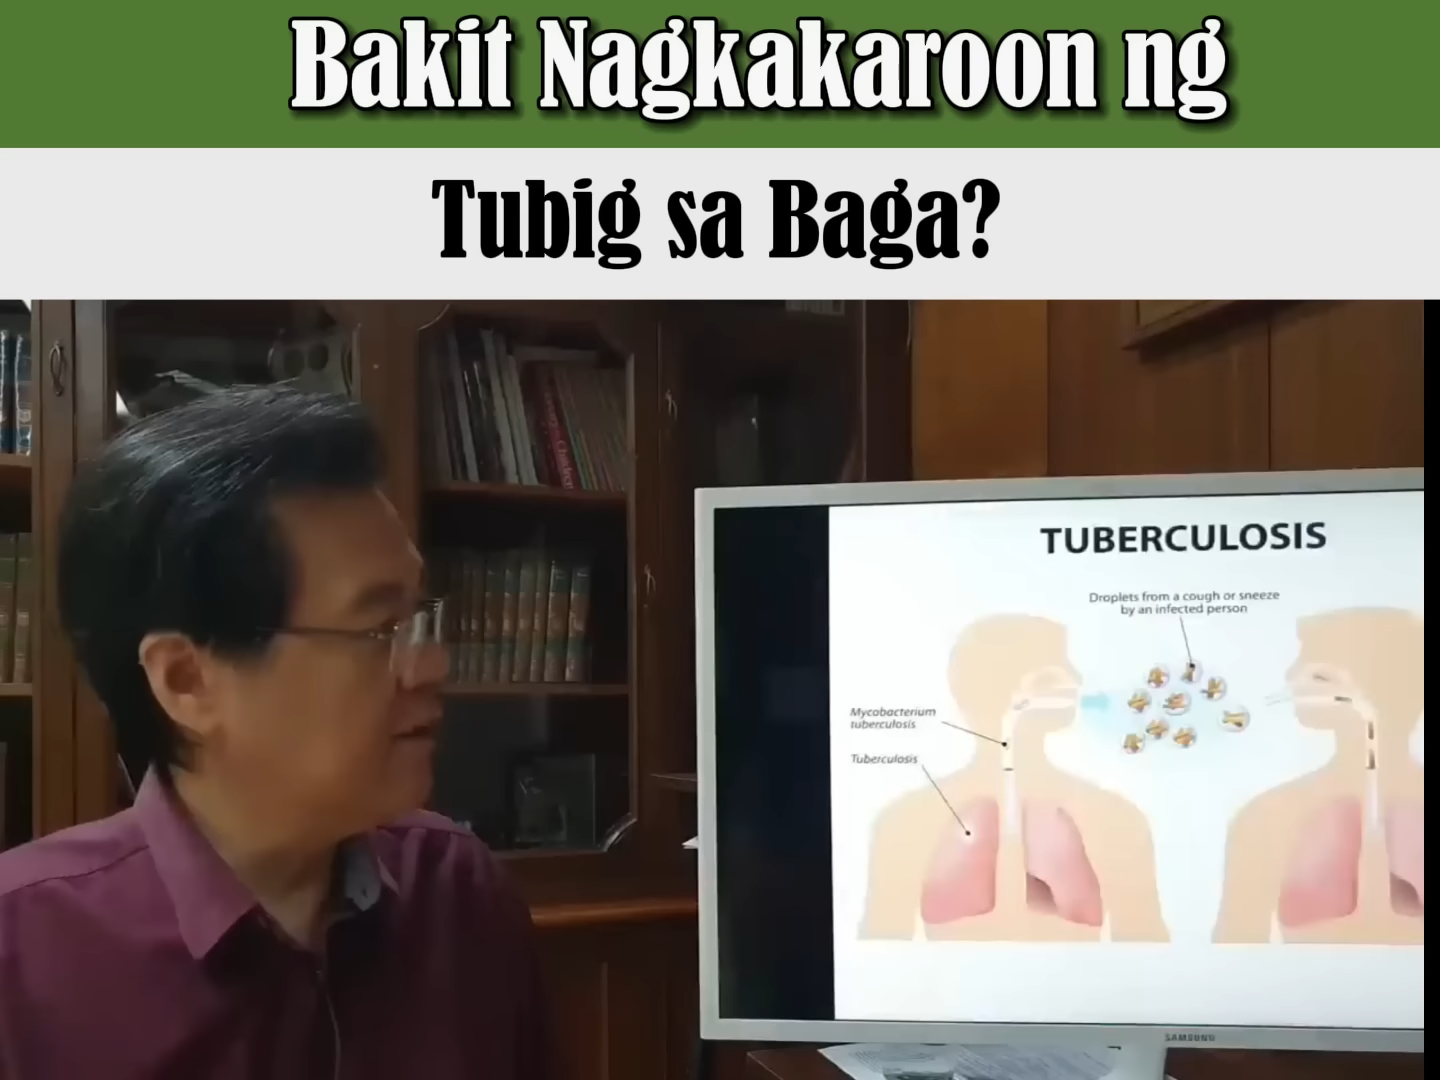 Bakit Nagkakaroon ng
Tubig sa Baga?
TUBERCULOSIS
Droplets from a cough or sneeze
by an infected person
Mycobacterium
tuberculosis
Tuberculosis
SAMSUNG